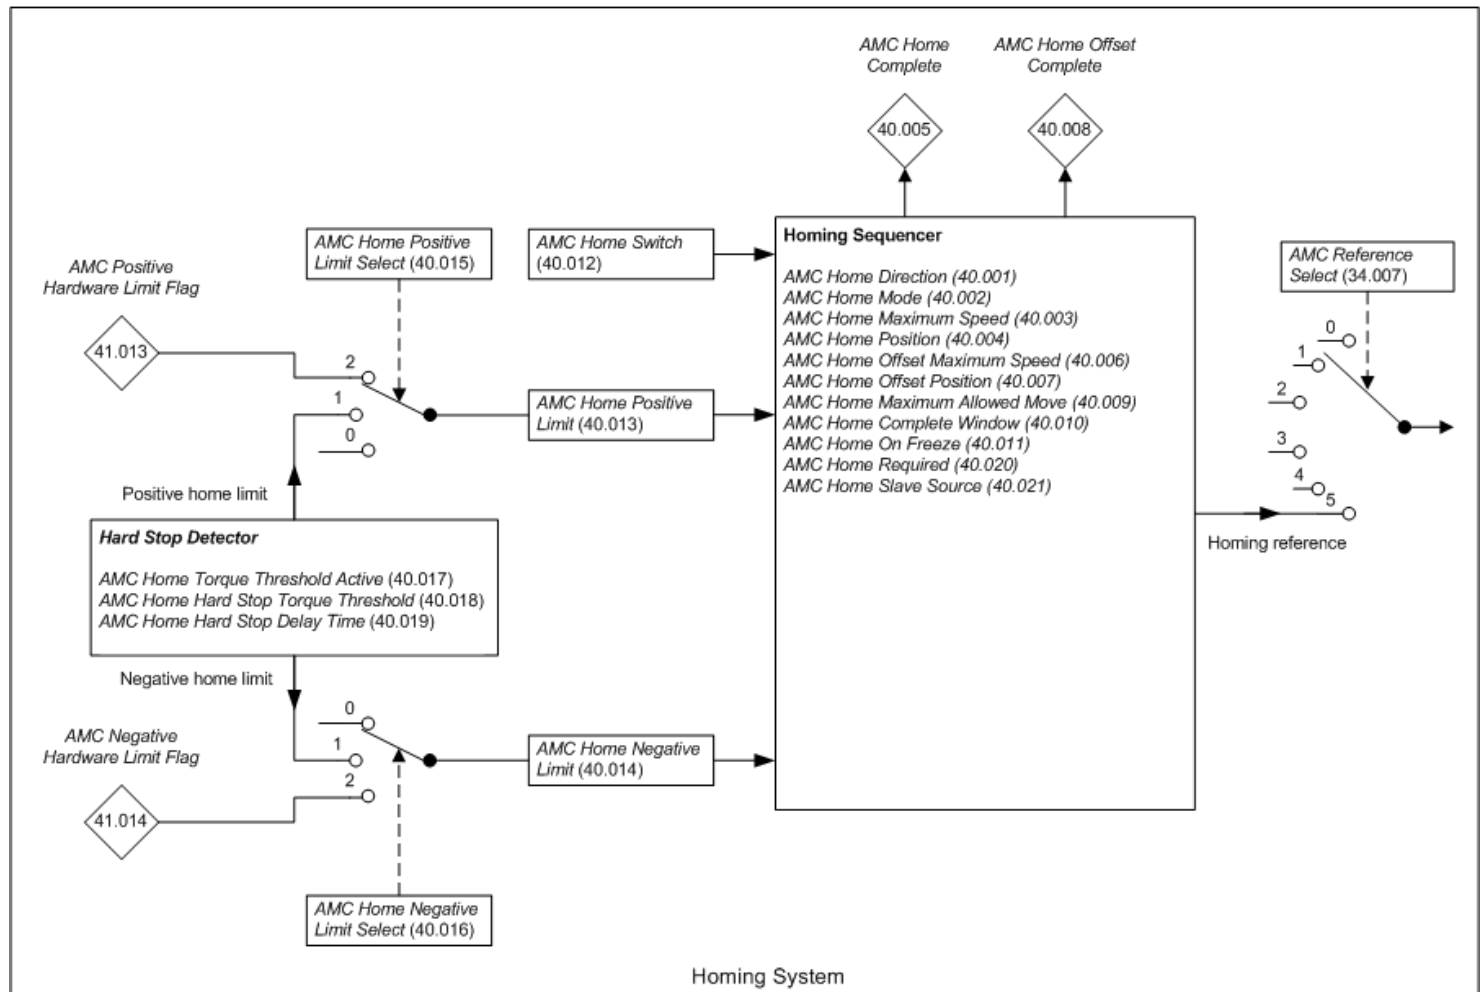 AMC Home
Complete
AMC Home Offset
Complete
40.005
40.008
AMC Positive
Hardware Limit Flag
41.013
AMC Home Positive
Limit Select (40.015)
2
1
0
Positive home limit
AMC Home Switch
(40.012)
AMC Home Positive
Limit (40.013)
Hard Stop Detector
AMC Home Torque Threshold Active (40.017)
AMC Home Hard Stop Torque Threshold (40.018)
AMC Home Hard Stop Delay Time (40.019)
Negative home limit
AMC Negative
Hardware Limit Flag
41.014
0
1
2
AMC Home Negative
Limit (40.014)
AMC Home Negative
Limit Select (40.016)
Homing Sequencer
AMC Home Direction (40.001)
AMC Home Mode (40.002)
AMC Home Maximum Speed (40.003)
AMC Home Position (40.004)
AMC Home Offset Maximum Speed (40.006)
AMC Home Offset Position (40.007)
AMC Home Maximum Allowed Move (40.009)
AMC Home Complete Window (40.010)
AMC Home On Freeze (40.011)
AMC Home Required (40.020)
AMC Home Slave Source (40.021)
AMC Reference
Select (34.007)
0
1
2
3
4
5
Homing reference
Homing System